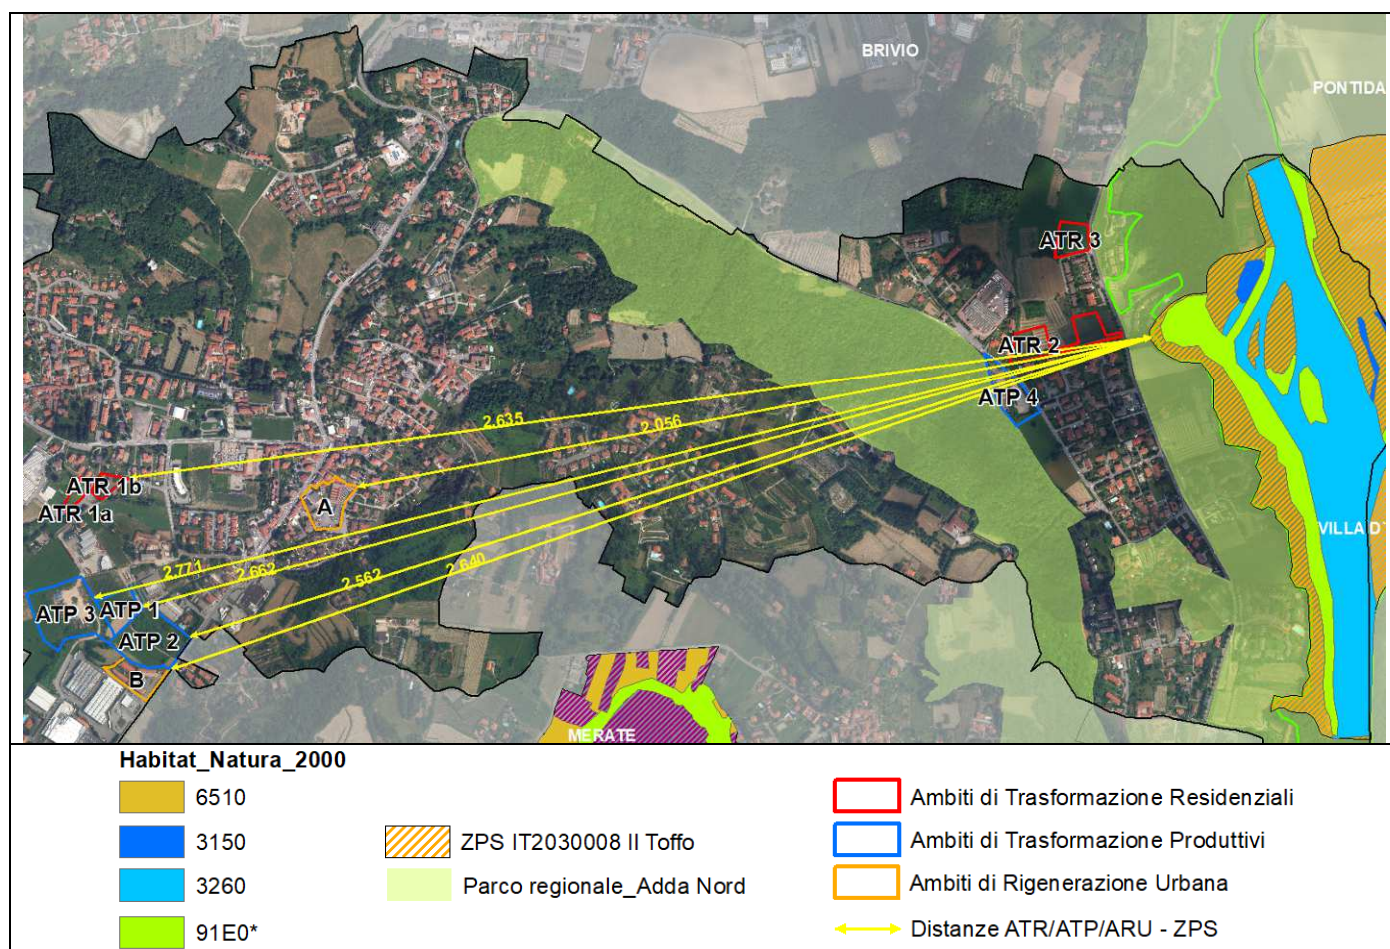 BRIVIO
PONTIDA
ATR 3
ATR 2
ATP 4
2.635
2.056
ATR 1b
ATR 1a
A
VILLA D'
2.771
2.662
2.562
2.640
ATP 3
ATP 1
ATP 2
B
MERATE
Habitat_Natura_2000
6510
3150
3260
91E0*
ZPS IT2030008 Il Toffo
Parco regionale_Adda Nord
Ambiti di Trasformazione Residenziali
Ambiti di Trasformazione Produttivi
Ambiti di Rigenerazione Urbana
Distanze ATR/ATP/ARU - ZPS